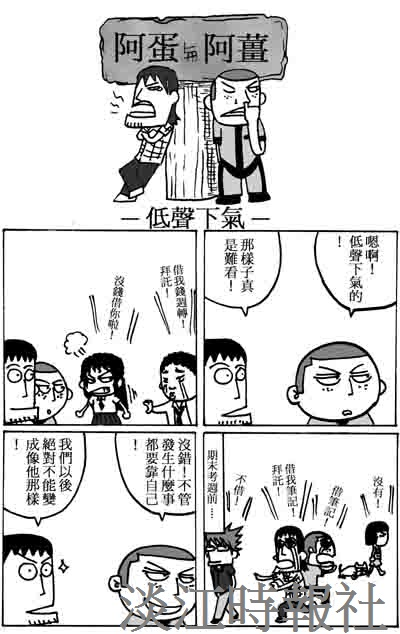 阿蛋与阿薑
－低聲下氣－
借我錢週轉！
拜託！
沒錢借你啦！
嗯啊！
低聲下氣的
！
那樣子真
是難看！
沒錯！不管
發生什麼事
都要靠自己
！
我們以後
絕對不能變
成像他那樣
！
沒有！
借筆記！
借我筆記！
拜託！
不借！
期末考週前…
淡江時報社